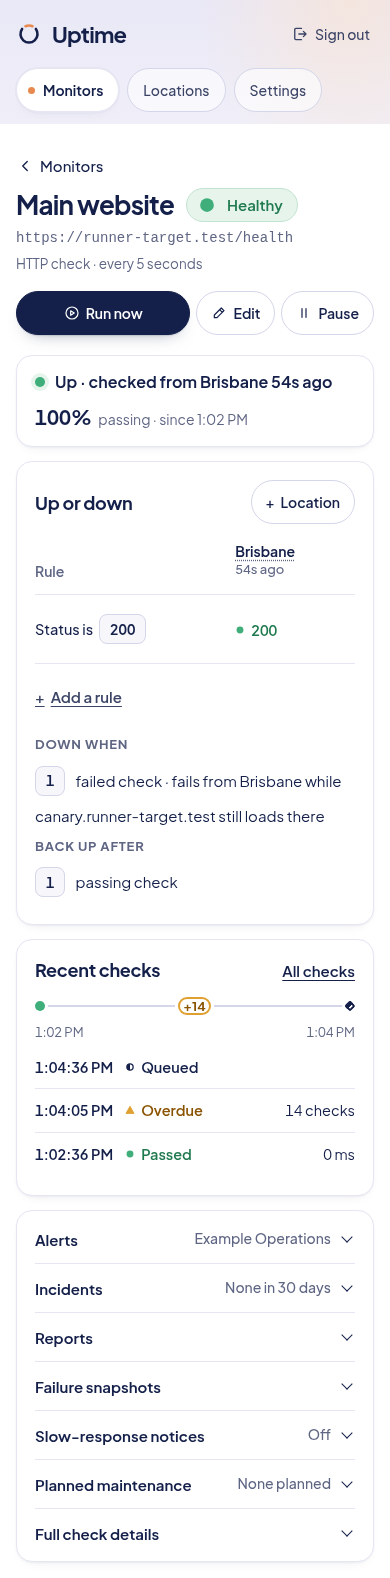 Uptime
Sign out
Monitors
Locations
Settings
Monitors
Main website
Healthy
https://runner-target.test/health
HTTP check · every 5 seconds
Run now
Edit
Pause
Up · checked from Brisbane 54s ago
100% passing · since 1:02 PM
Up or down
+ Location
Rule
Brisbane
54s ago
Status is 200
200
+ Add a rule
DOWN WHEN
1 failed check · fails from Brisbane while
canary.runner-target.test still loads there
BACK UP AFTER
1 passing check
Recent checks
All checks
+14
1:02 PM
1:04 PM
1:04:36 PM Queued
1:04:05 PM Overdue 14 checks
1:02:36 PM Passed 0 ms
Alerts Example Operations
Incidents None in 30 days
Reports
Failure snapshots
Slow-response notices Off
Planned maintenance None planned
Full check details